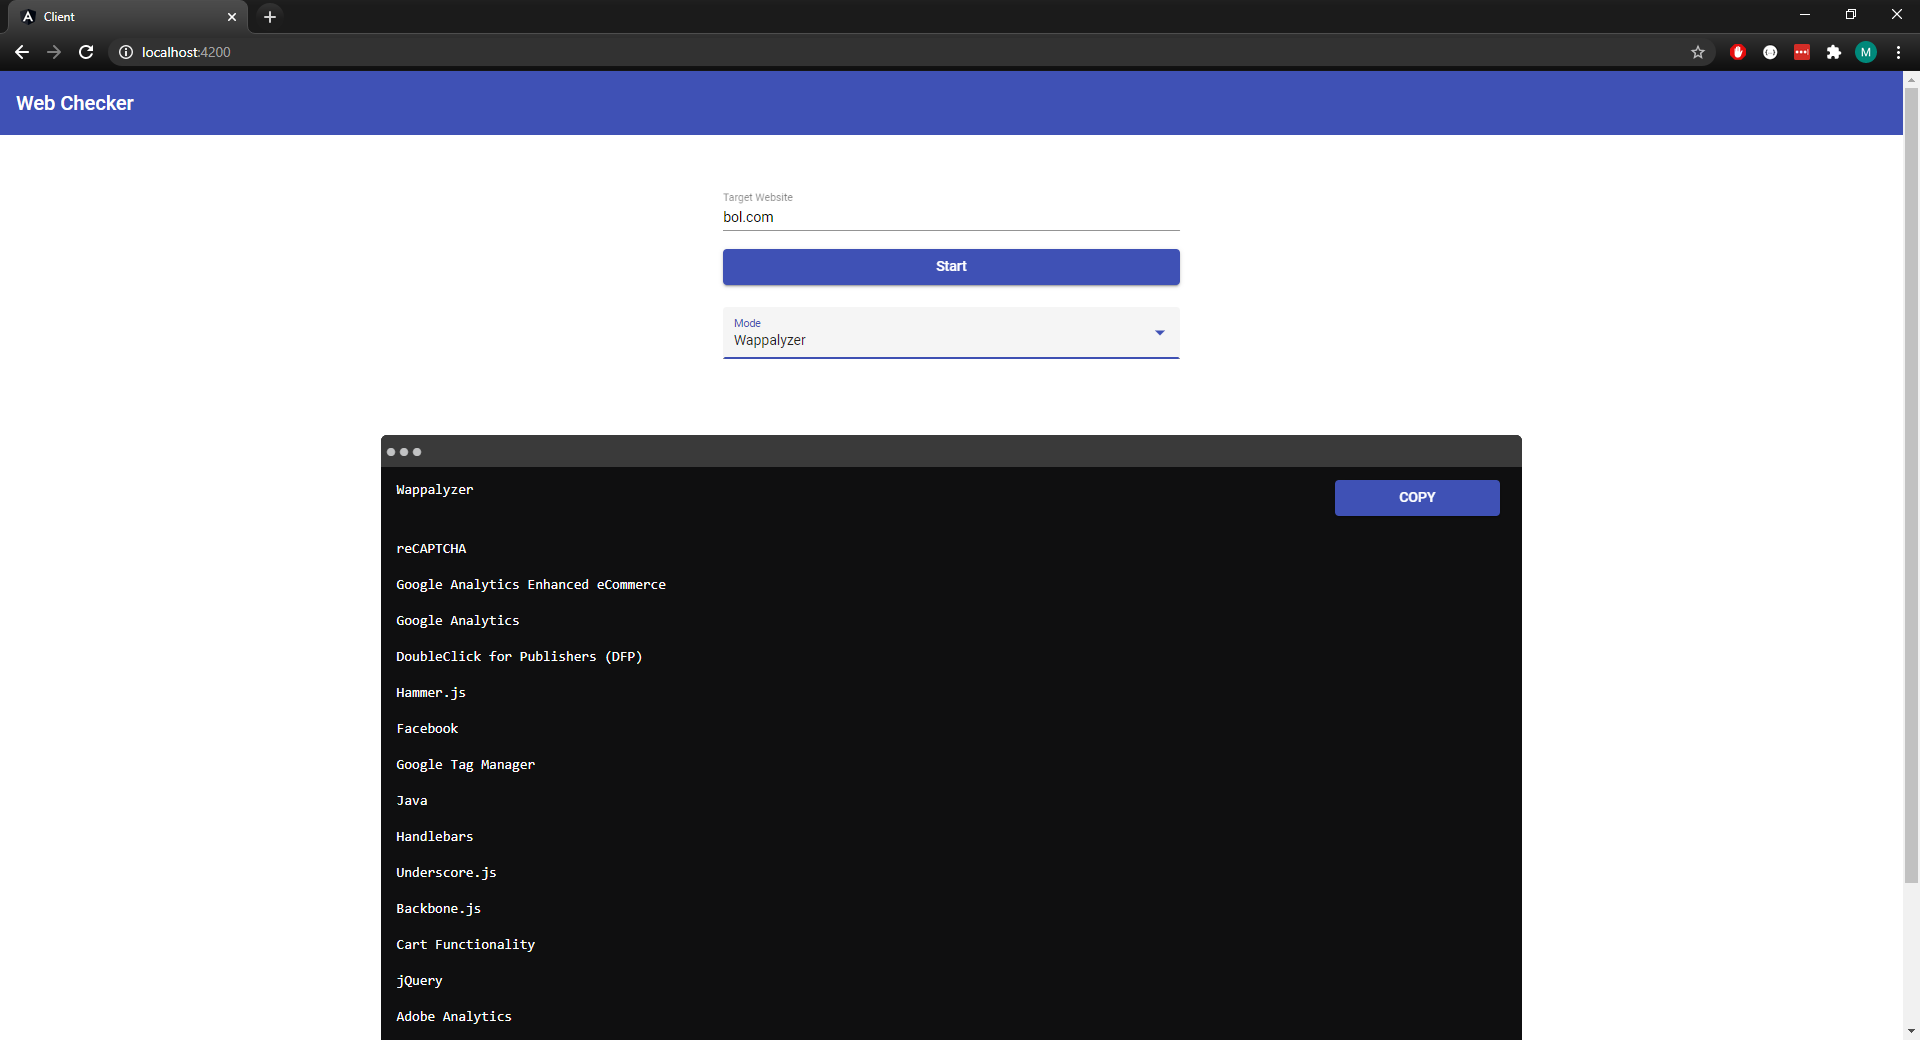 Client
localhost:4200
M
Web Checker
Target Website
bol.com
Start
Mode
Wappalyzer
Wappalyzer
COPY
reCAPTCHA
Google Analytics Enhanced eCommerce
Google Analytics
DoubleClick for Publishers (DFP)
Hammer.js
Facebook
Google Tag Manager
Java
Handlebars
Underscore.js
Backbone.js
Cart Functionality
jQuery
Adobe Analytics